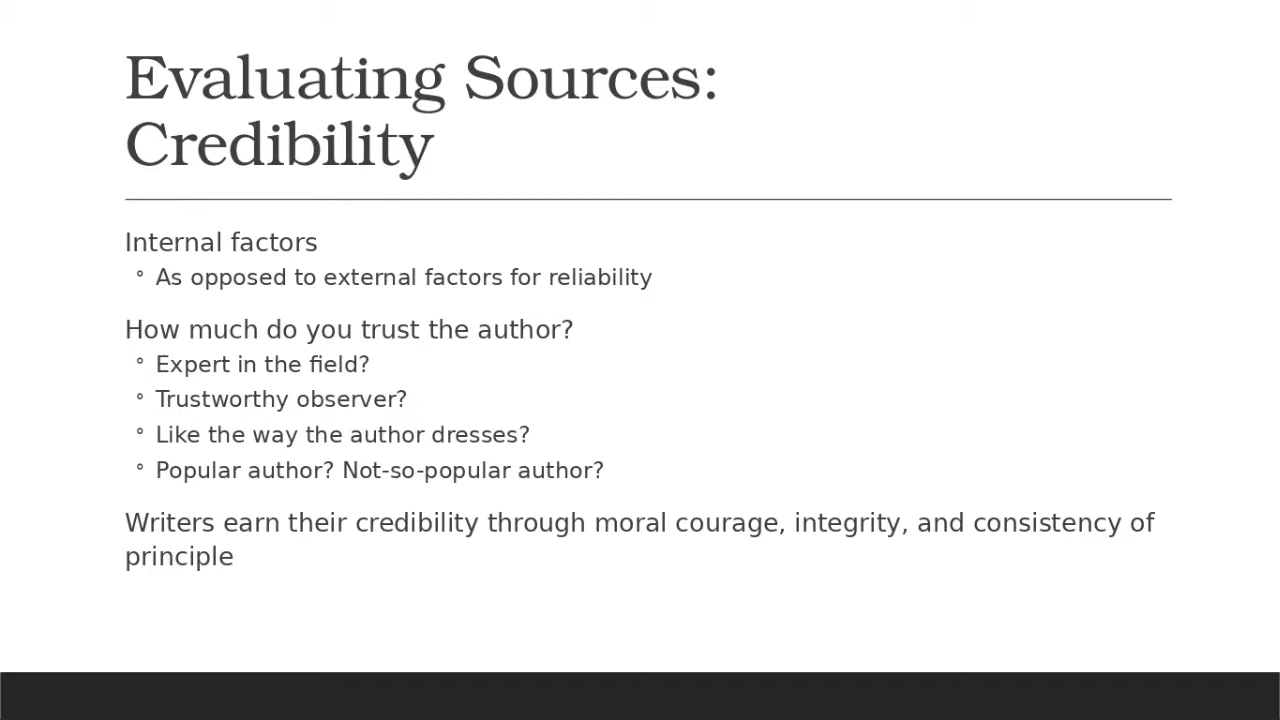 Evaluating Sources:
Credibility
Internal factors
° As opposed to external factors for reliability
How much do you trust the author?
° Expert in the field?
° Trustworthy observer?
° Like the way the author dresses?
° Popular author? Not-so-popular author?
Writers earn their credibility through moral courage, integrity, and consistency of
principle